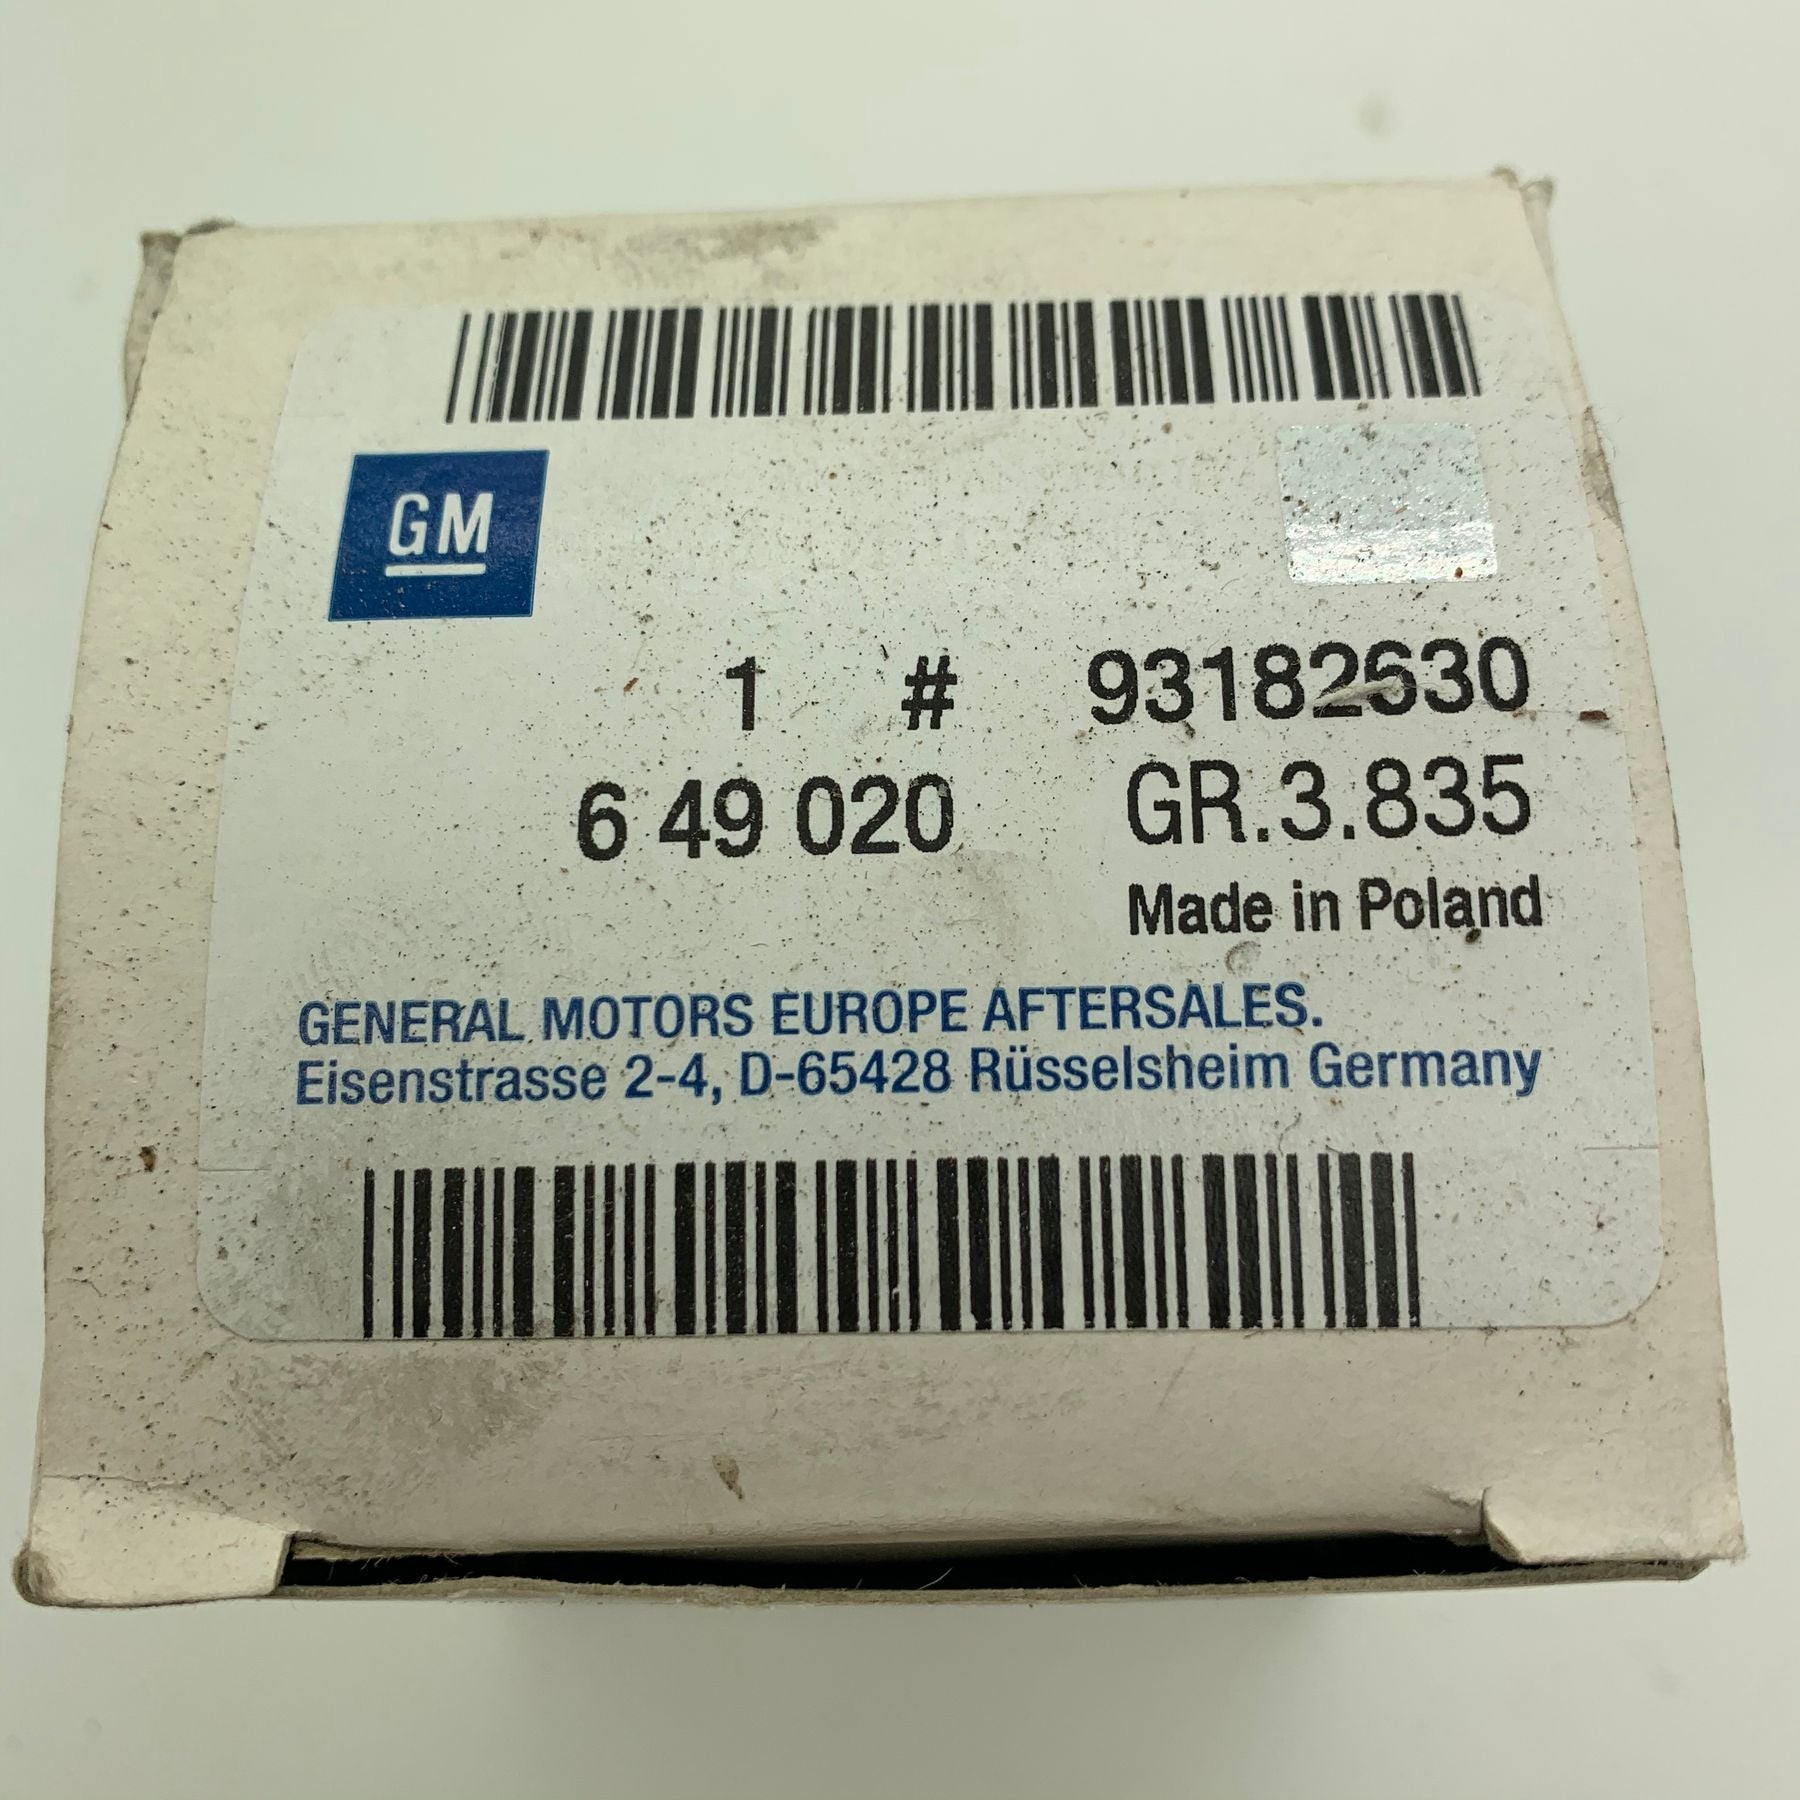 GM
1 # 93182630
6 49 020 GR.3.835
Made in Poland
GENERAL MOTORS EUROPE AFTERSALES.
Eisenstrasse 2-4, D-65428 Rüsselsheim Germany